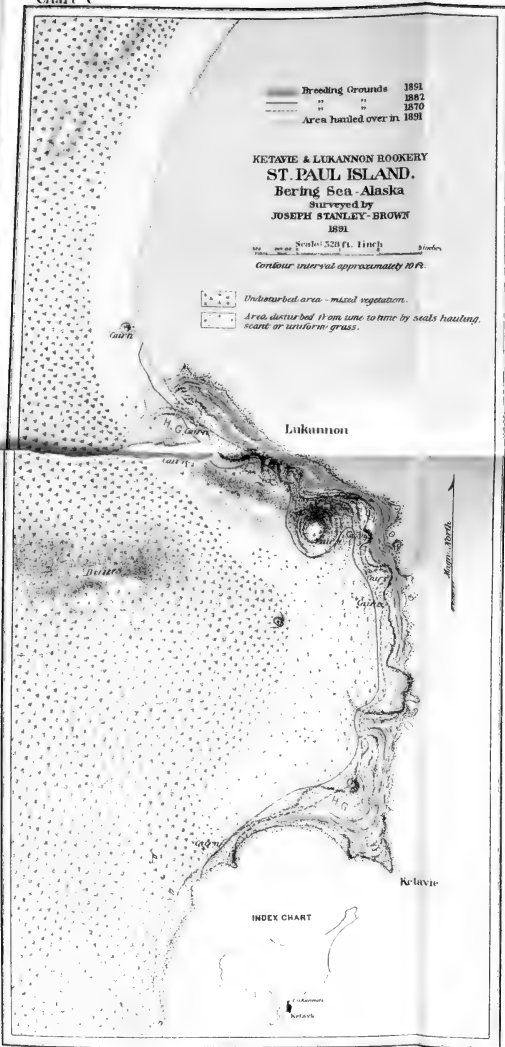 Breeding Grounds 1891
" " 1882
" " 1870
Area hauled over in 1891
KETAVIE & LUKANNON ROOKERY
ST. PAUL ISLAND.
Bering Sea-Alaska
Surveyed by
JOSEPH STANLEY-BROWN
1891
Scale: 528 ft. 1 inch
Contour interval approximately 10 ft.
Undisturbed area - mixed vegetation.
Area disturbed from time to time by seals hauling,
scant or uniform grass.
Cairn
Lukannon
H.G.
Cairn
Cairn
Dunes
Cairn
Cairn
Magn. North
H.G.
Cairn
Ketavie
INDEX CHART
Lukannon
Ketavie